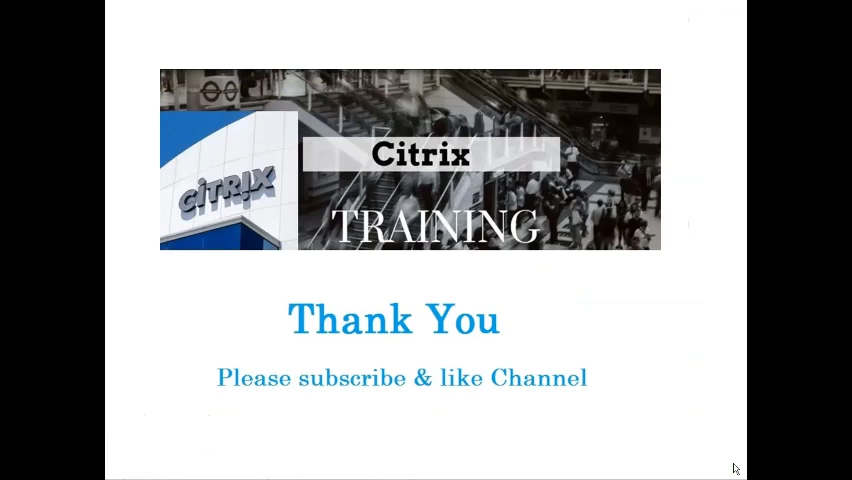 Citrix
CiTRiX
TRAINING
Thank You
Please subscribe & like Channel